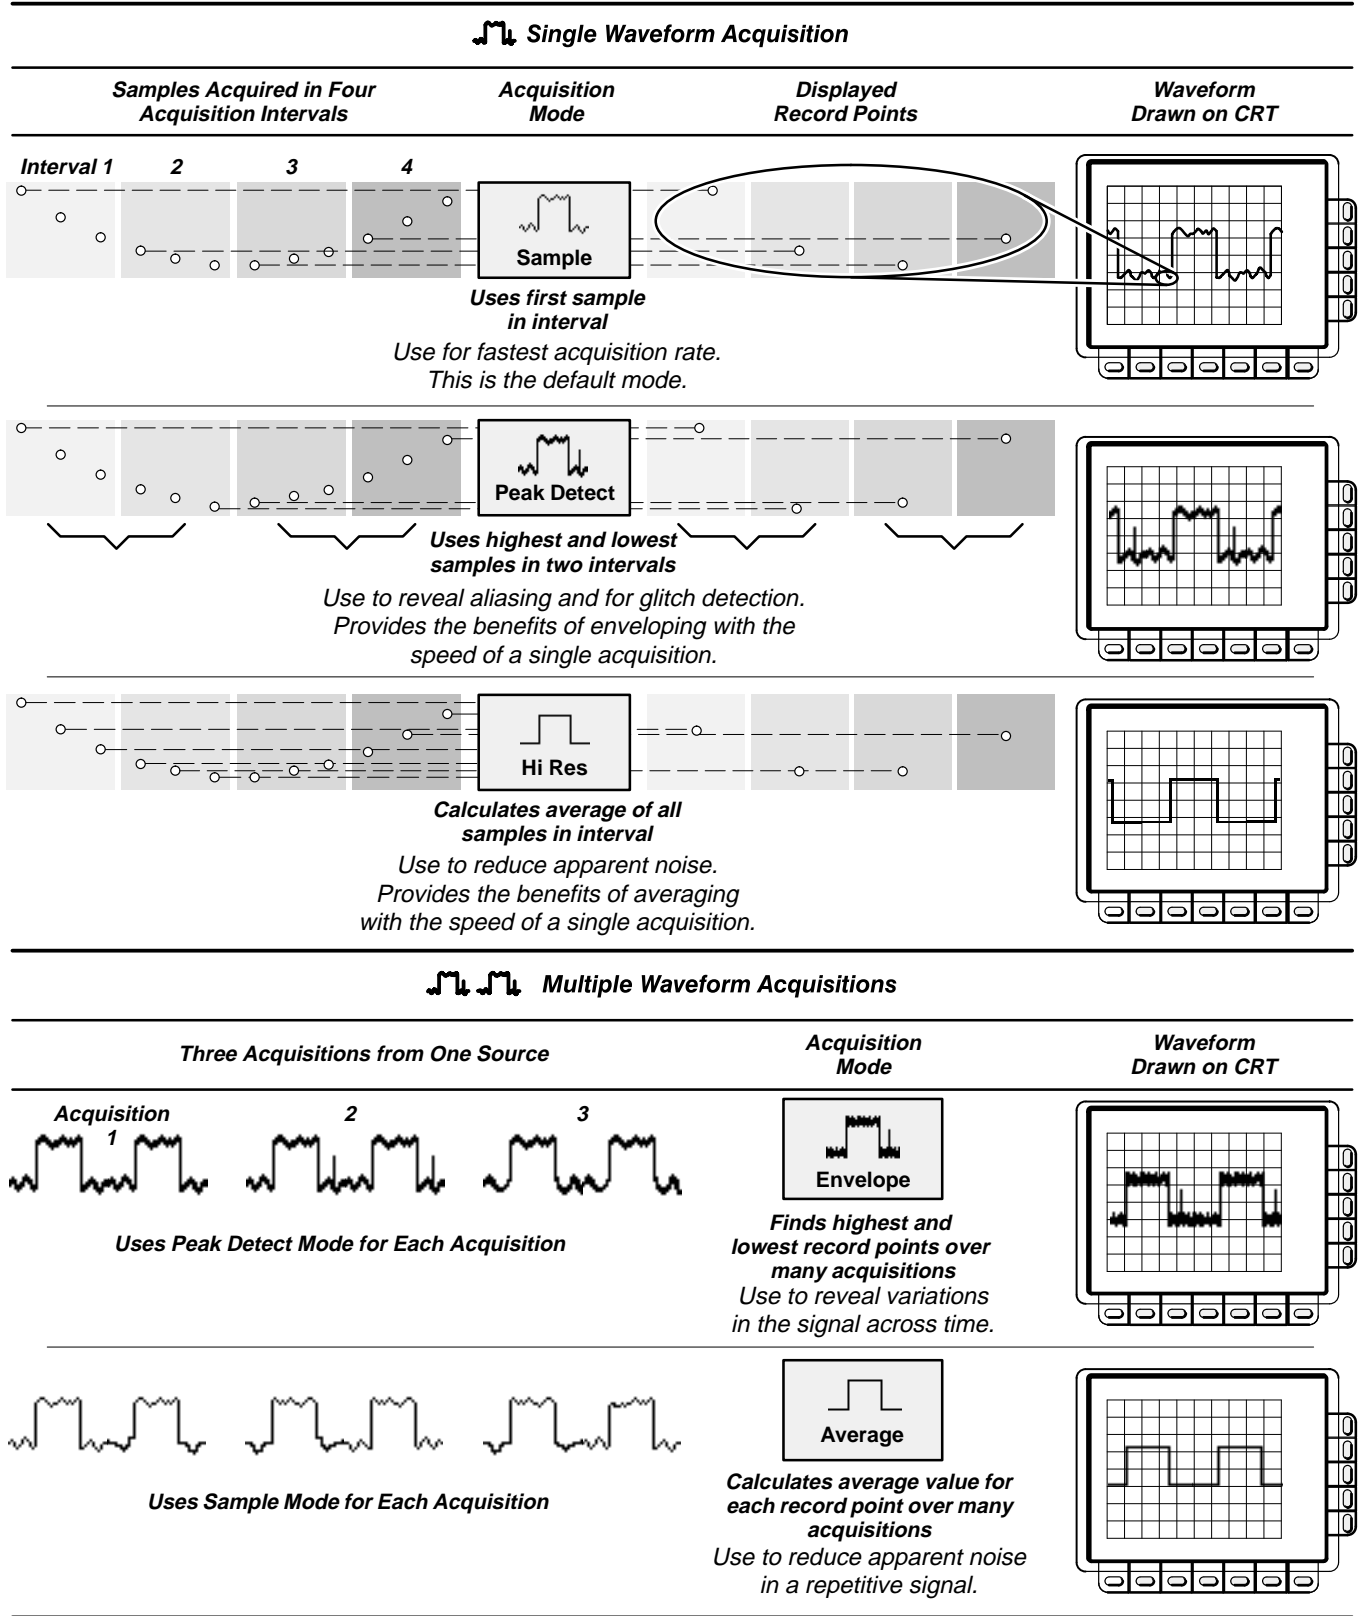 Single Waveform Acquisition
Samples Acquired in Four
Acquisition Intervals
Acquisition
Mode
Displayed
Record Points
Waveform
Drawn on CRT
Interval 1 2 3 4
Sample
Uses first sample
in interval
Use for fastest acquisition rate.
This is the default mode.
Peak Detect
Uses highest and lowest
samples in two intervals
Use to reveal aliasing and for glitch detection.
Provides the benefits of enveloping with the
speed of a single acquisition.
Hi Res
Calculates average of all
samples in interval
Use to reduce apparent noise.
Provides the benefits of averaging
with the speed of a single acquisition.
Multiple Waveform Acquisitions
Three Acquisitions from One Source
Acquisition
Mode
Waveform
Drawn on CRT
Acquisition
1
2
3
Uses Peak Detect Mode for Each Acquisition
Envelope
Finds highest and
lowest record points over
many acquisitions
Use to reveal variations
in the signal across time.
Uses Sample Mode for Each Acquisition
Average
Calculates average value for
each record point over many
acquisitions
Use to reduce apparent noise
in a repetitive signal.